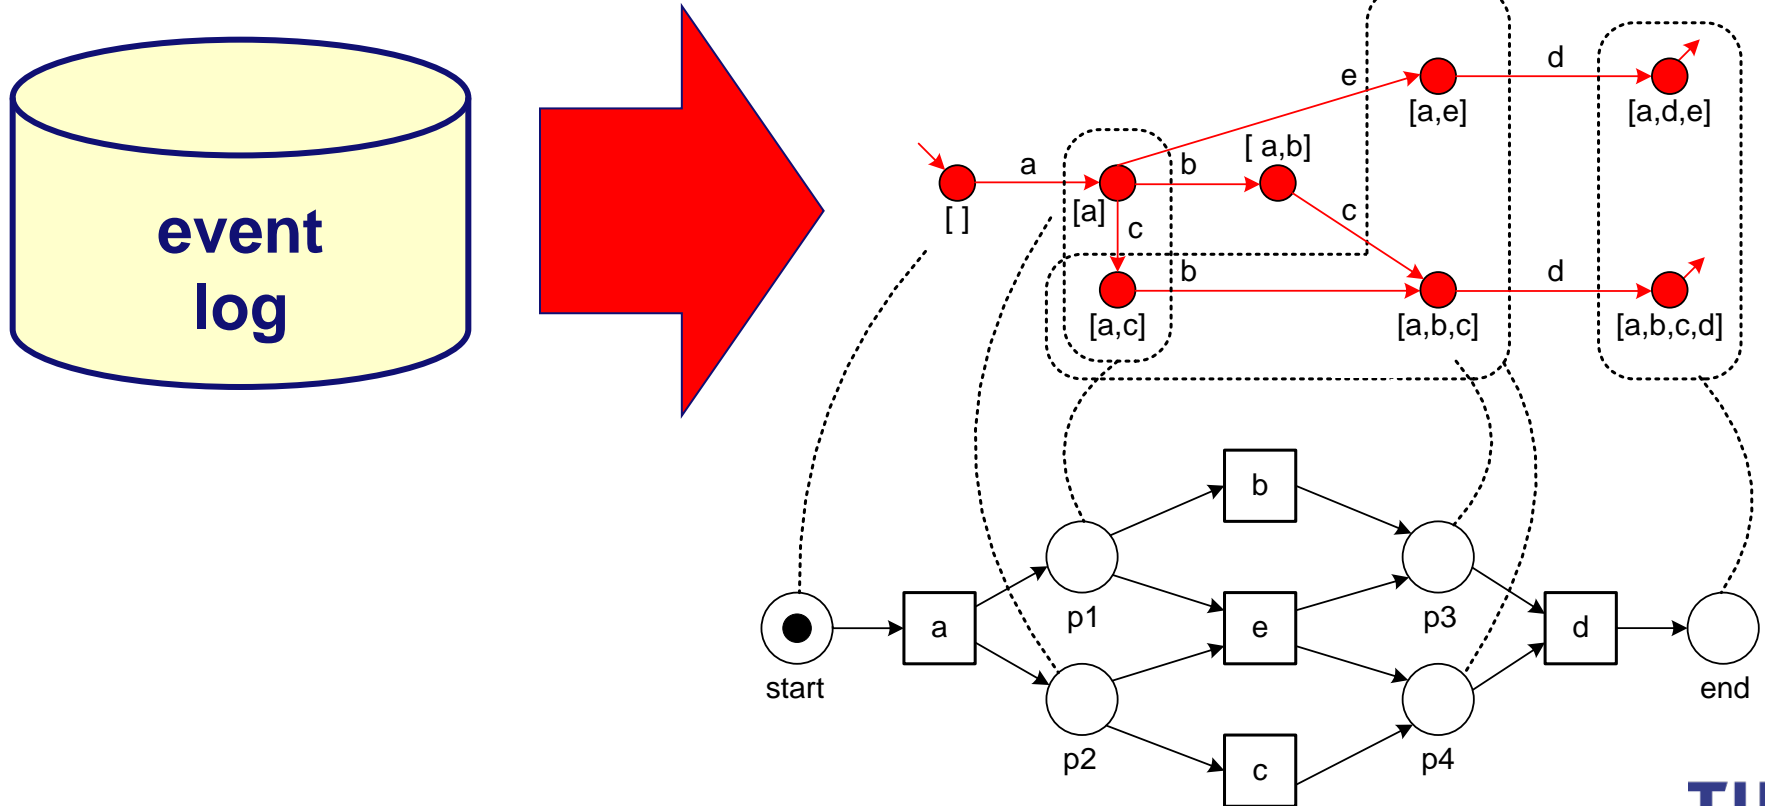 event
log
e
d
[a,e]
[a,d,e]
[ a,b]
a
b
[ ]
[a]
c
c
b
d
[a,c]
[a,b,c]
[a,b,c,d]
b
a
p1
e
p3
d
start
end
p2
c
p4